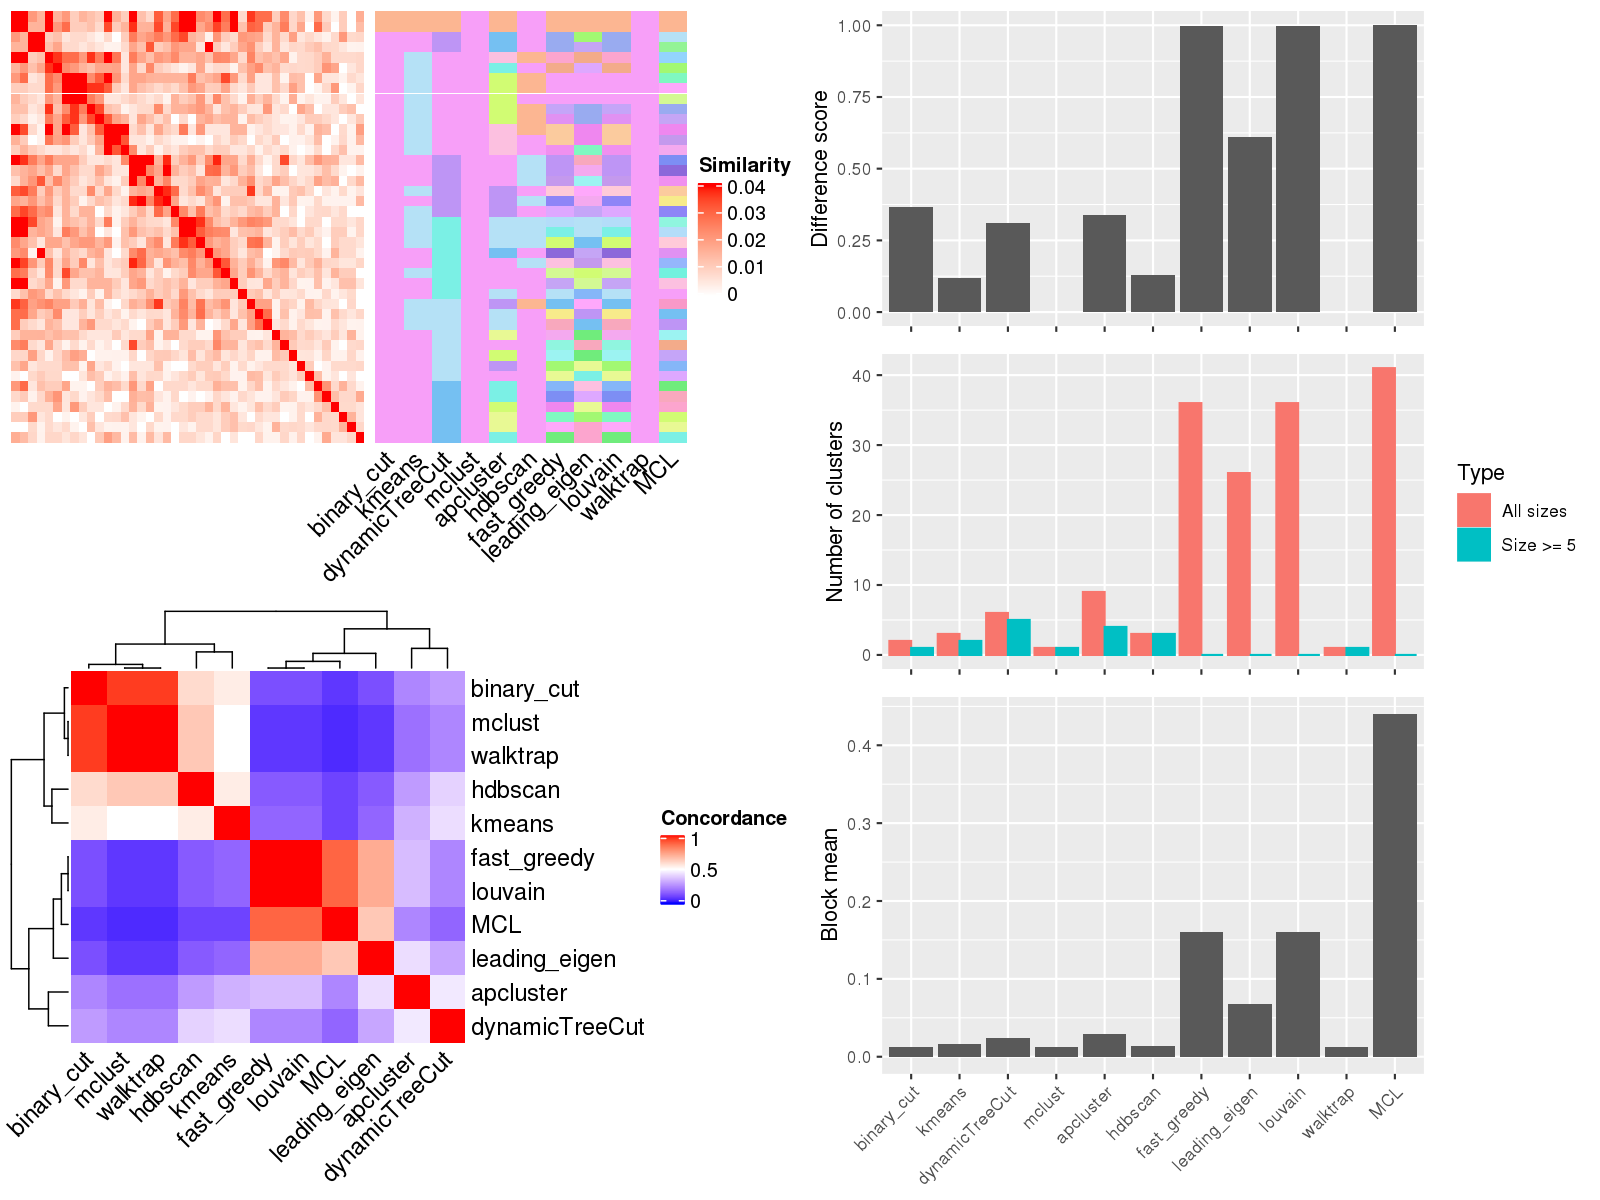 Similarity
0.04
0.03
0.02
0.01
0
binary_cut
kmeans
dynamicTreeCut
mclust
apcluster
hdbscan
fast_greedy
leading_eigen
louvain
walktrap
MCL
binary_cut
mclust
walktrap
hdbscan
kmeans
fast_greedy
louvain
MCL
leading_eigen
apcluster
dynamicTreeCut
binary_cut
mclust
walktrap
hdbscan
kmeans
fast_greedy
louvain
MCL
leading_eigen
apcluster
dynamicTreeCut
Concordance
1
0.5
0
Difference score
1.00
0.75
0.50
0.25
0.00
Number of clusters
40
30
20
10
0
Type
All sizes
Size >= 5
Block mean
0.4
0.3
0.2
0.1
0.0
binary_cut
kmeans
dynamicTreeCut
mclust
apcluster
hdbscan
fast_greedy
leading_eigen
louvain
walktrap
MCL